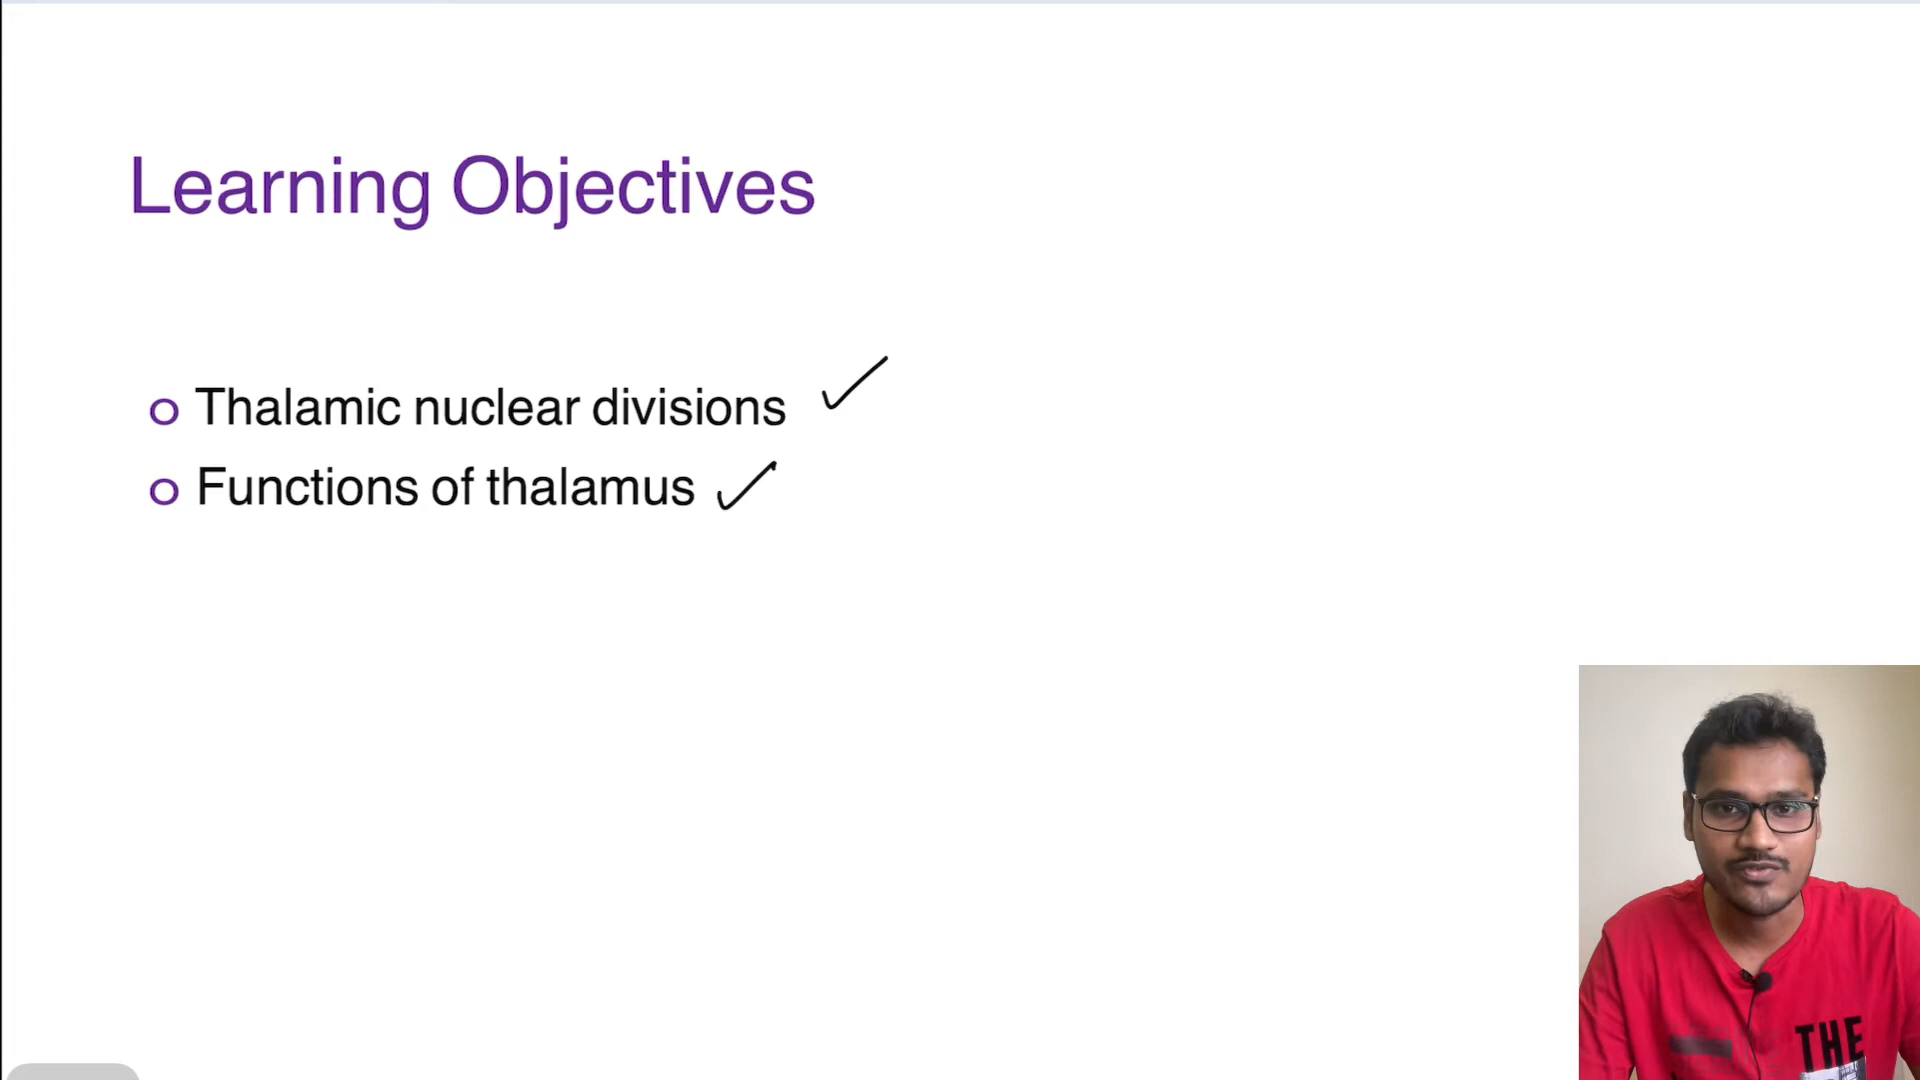 Learning Objectives
Thalamic nuclear divisions
Functions of thalamus
THE